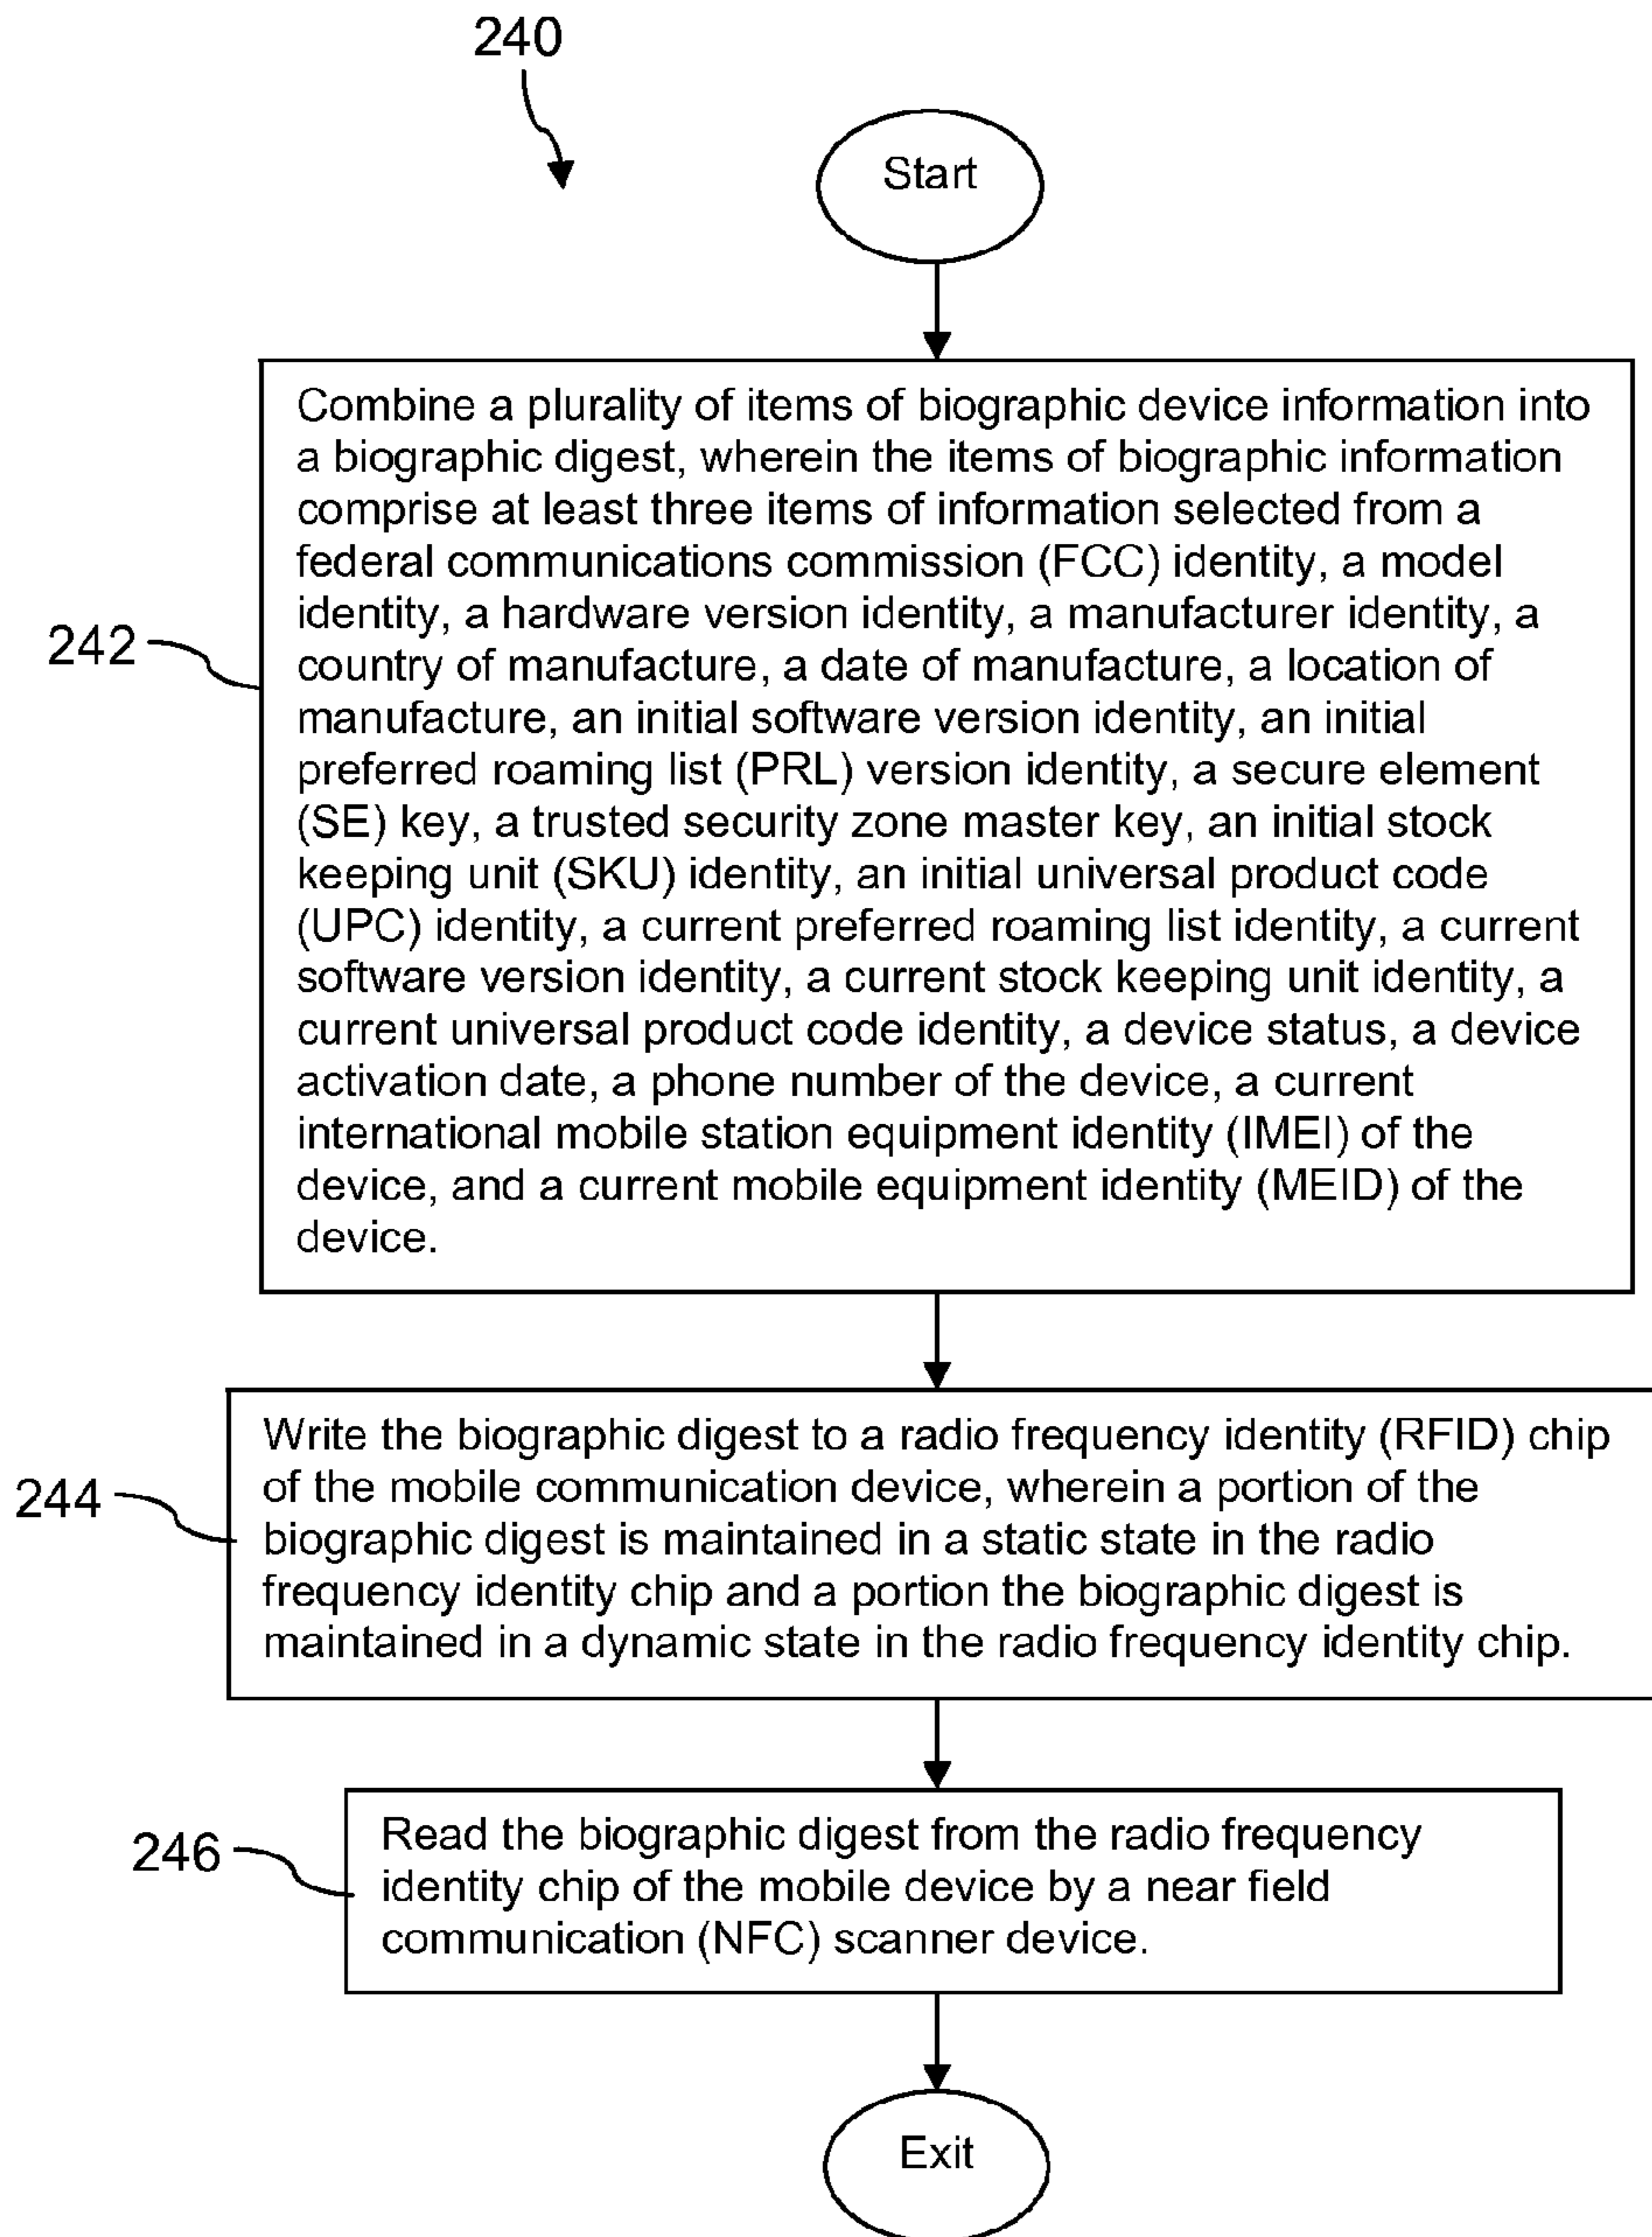 240
Start
Combine a plurality of items of biographic device information into
a biographic digest, wherein the items of biographic information
comprise at least three items of information selected from a
federal communications commission (FCC) identity, a model
identity, a hardware version identity, a manufacturer identity, a
country of manufacture, a date of manufacture, a location of
manufacture, an initial software version identity, an initial
preferred roaming list (PRL) version identity, a secure element
(SE) key, a trusted security zone master key, an initial stock
keeping unit (SKU) identity, an initial universal product code
(UPC) identity, a current preferred roaming list identity, a current
software version identity, a current stock keeping unit identity, a
current universal product code identity, a device status, a device
activation date, a phone number of the device, a current
international mobile station equipment identity (IMEI) of the
device, and a current mobile equipment identity (MEID) of the
device.
242
Write the biographic digest to a radio frequency identity (RFID) chip
of the mobile communication device, wherein a portion of the
biographic digest is maintained in a static state in the radio
frequency identity chip and a portion the biographic digest is
maintained in a dynamic state in the radio frequency identity chip.
244
Read the biographic digest from the radio frequency
identity chip of the mobile device by a near field
communication (NFC) scanner device.
246
Exit